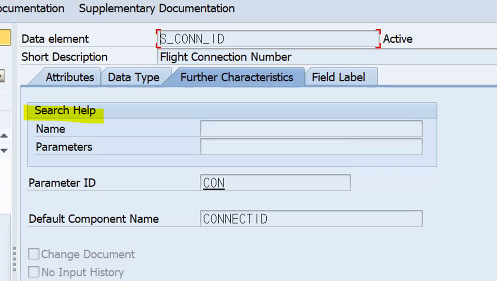 ocumentation Supplementary Documentation
Data element S_CONN_ID Active
Short Description Flight Connection Number
Attributes Data Type Further Characteristics Field Label
Search Help
Name
Parameters
Parameter ID CON
Default Component Name CONNECTID
Change Document
No Input History